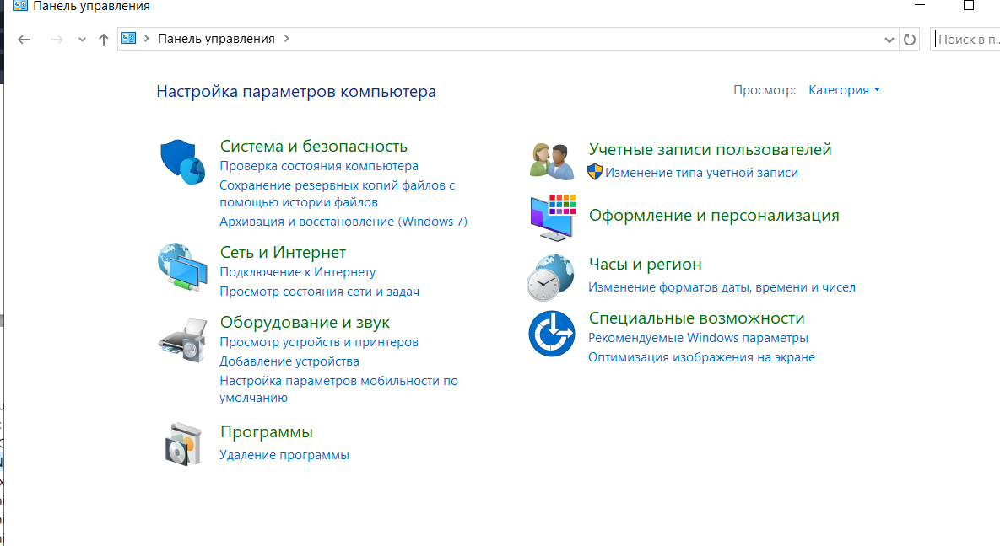 Панель управления
Панель управления
Поиск в п...
Настройка параметров компьютера
Просмотр: Категория
Система и безопасность
Проверка состояния компьютера
Сохранение резервных копий файлов с
помощью истории файлов
Архивация и восстановление (Windows 7)
Сеть и Интернет
Подключение к Интернету
Просмотр состояния сети и задач
Оборудование и звук
Просмотр устройств и принтеров
Добавление устройства
Настройка параметров мобильности по
умолчанию
Программы
Удаление программы
Учетные записи пользователей
Изменение типа учетной записи
Оформление и персонализация
Часы и регион
Изменение форматов даты, времени и чисел
Специальные возможности
Рекомендуемые Windows параметры
Оптимизация изображения на экране